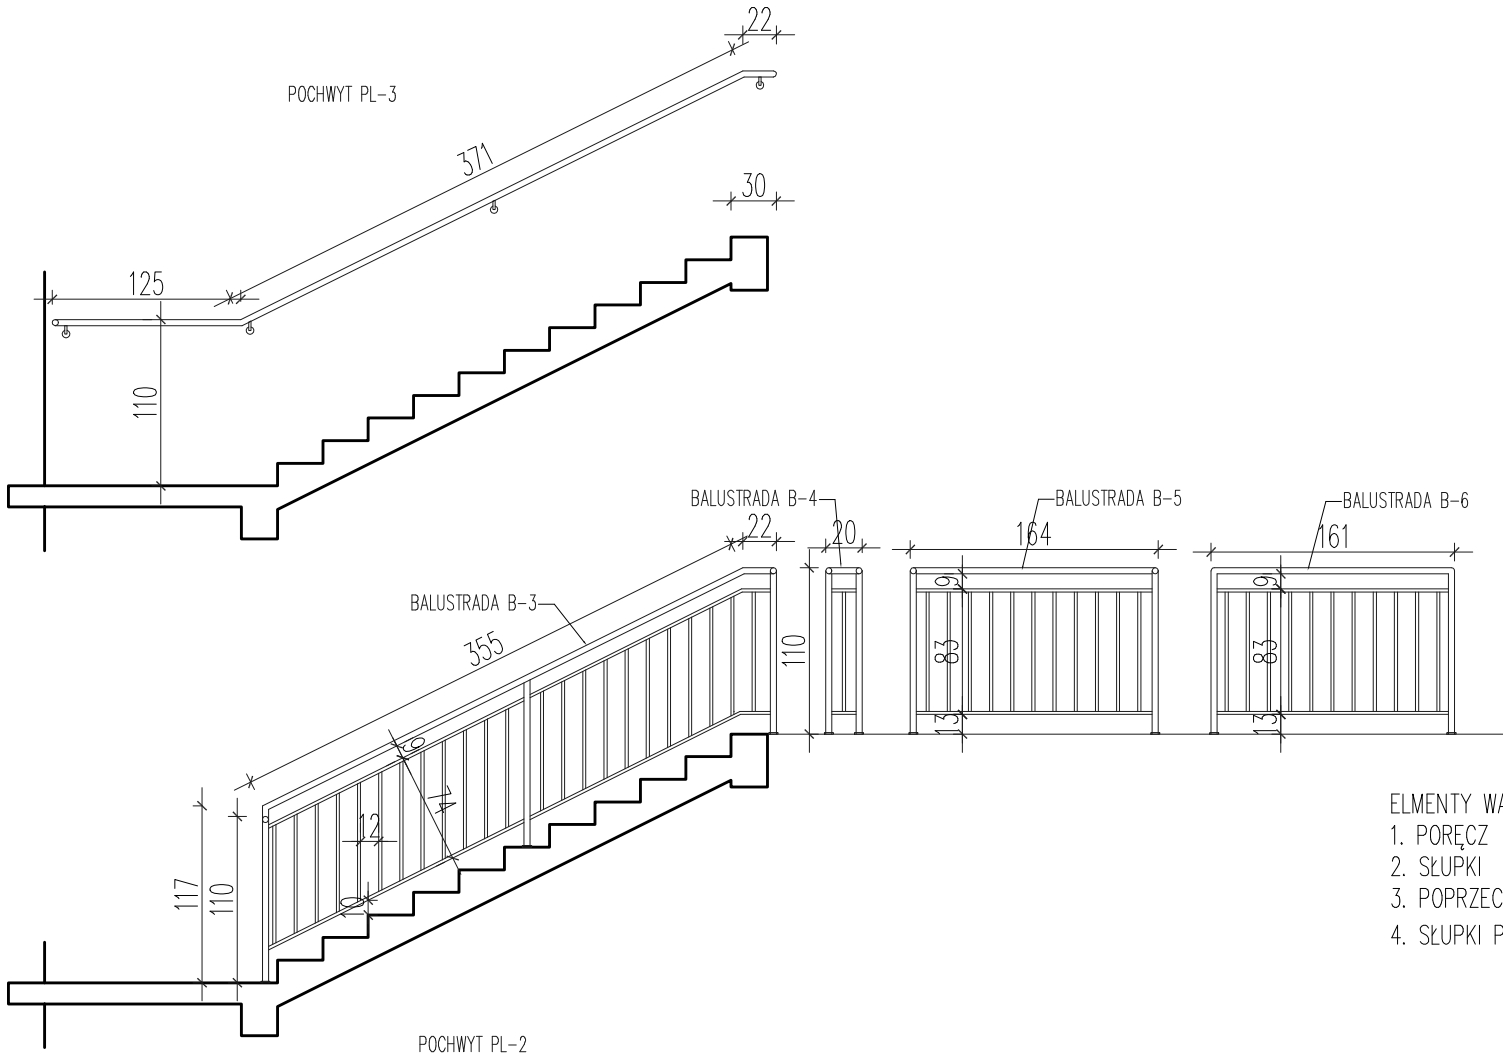 22
POCHWYT PL-3
371
30
125
110
BALUSTRADA B-4
BALUSTRADA B-5
BALUSTRADA B-6
22
20
164
161
9
9
BALUSTRADA B-3
355
110
83
83
9
13
13
74
12
ELMENTY WA
1. PORĘCZ
2. SŁUPKI
3. POPRZEC
4. SŁUPKI P
117
110
10
POCHWYT PL-2